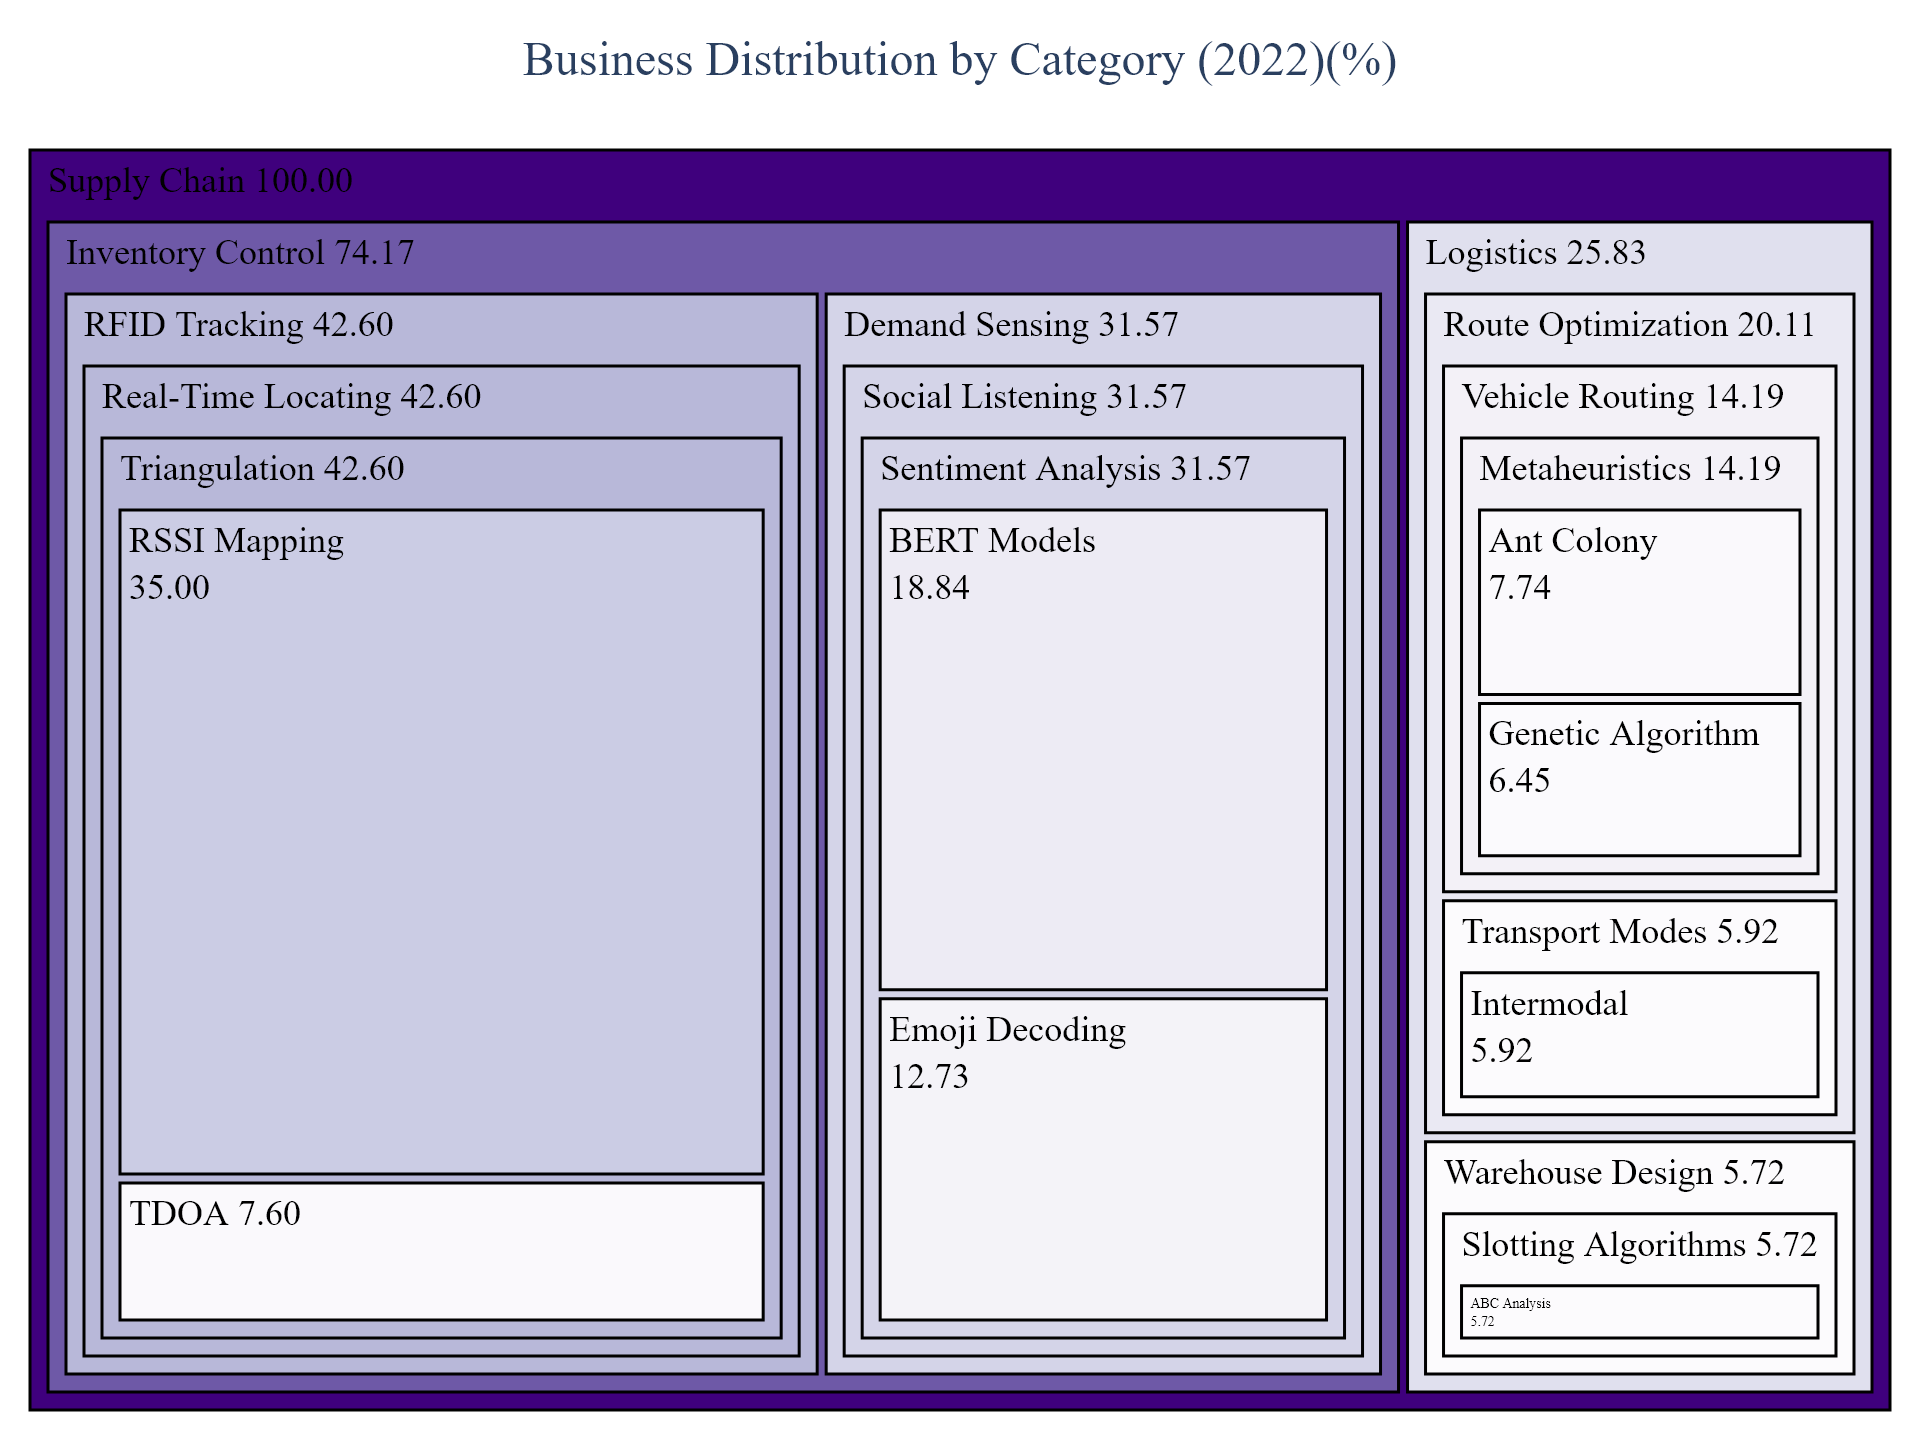 Business Distribution by Category (2022)(%)
Supply Chain 100.00
Inventory Control 74.17
RFID Tracking 42.60
Real-Time Locating 42.60
Triangulation 42.60
RSSI Mapping
35.00
TDOA 7.60
Demand Sensing 31.57
Social Listening 31.57
Sentiment Analysis 31.57
BERT Models
18.84
Emoji Decoding
12.73
Logistics 25.83
Route Optimization 20.11
Vehicle Routing 14.19
Metaheuristics 14.19
Ant Colony
7.74
Genetic Algorithm
6.45
Transport Modes 5.92
Intermodal
5.92
Warehouse Design 5.72
Slotting Algorithms 5.72
ABC Analysis
5.72